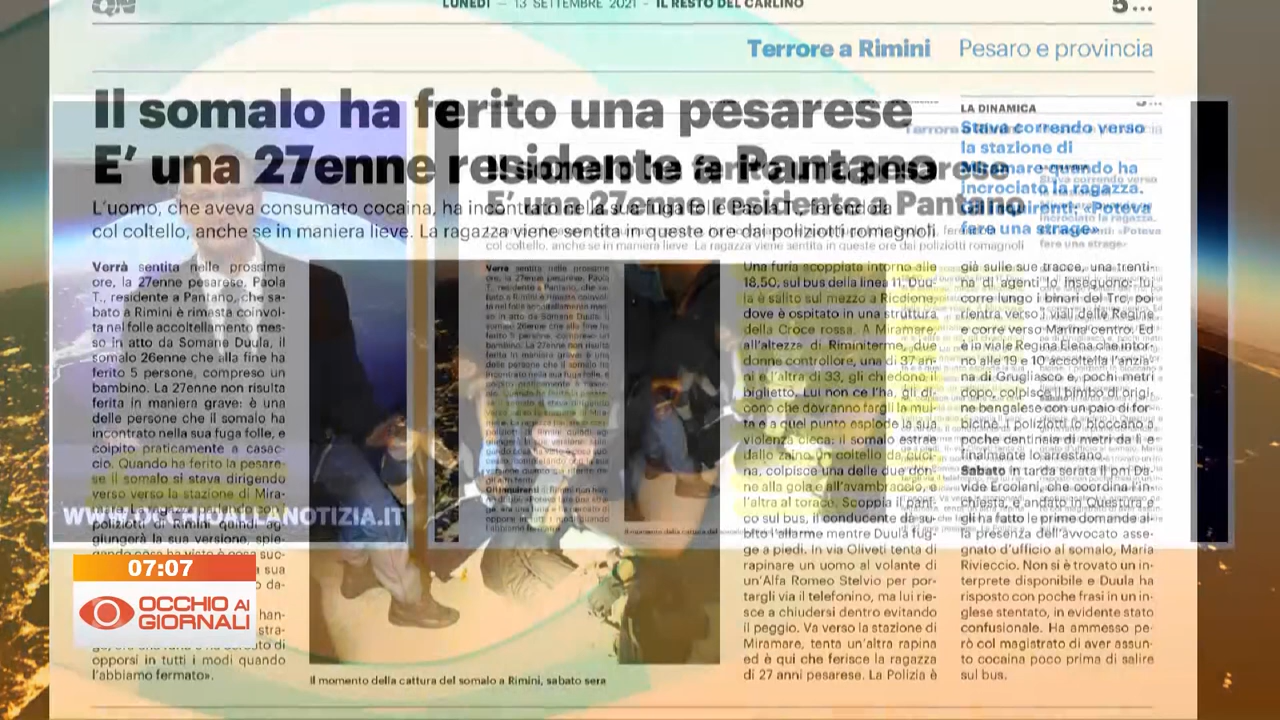 QN
LUNEDÌ — 13 SETTEMBRE 2021 - IL RESTO DEL CARLINO
5...
Terrore a Rimini
Pesaro e provincia
Il somalo ha ferito una pesarese
E’ una 27enne residente a Pantano
L’uomo, che aveva consumato cocaina, ha incontrato nella sua fuga folle Paola T., ferendola
col coltello, anche se in maniera lieve. La ragazza viene sentita in queste ore dai poliziotti romagnoli
LA DINAMICA
Stava correndo verso
la stazione di
Miramare quando ha
incrociato la ragazza.
Gli inquirenti: «Poteva
fare una strage»
Verrà sentita nelle prossime
ore, la 27enne pesarese, Paola
T., residente a Pantano, che sa-
bato a Rimini è rimasta coinvol-
ta nel folle accoltellamento mes-
so in atto da Somane Duula, il
somalo 26enne che alla fine ha
ferito 5 persone, compreso un
bambino. La 27enne non risulta
ferita in maniera grave: è una
delle persone che il somalo ha
incontrato nella sua fuga folle, e
colpito praticamente a casac-
cio. Quando ha ferito la pesare-
se il somalo si stava dirigendo
verso verso la stazione di Mira-
poliziotti di Rimini quindi ag-
giungerà la sua versione, spie-
gando cosa ha visto e cosa suc-
opporsi in tutti i modi quando
l’abbiamo fermato».
Il momento della cattura del somalo a Rimini, sabato sera
Una furia scoppiata intorno alle
18,50, sul bus della linea 11. Duu-
la è salito sul mezzo a Riccione,
dove è ospitato in una struttura
della Croce rossa. A Miramare,
all’altezza di Riminiterme, due
donne controllore, una di 37 an-
ni e l’altra di 33, gli chiedono il
biglietto. Lui non ce l’ha, gli di-
cono che dovranno fargli la mul-
ta e a quel punto esplode la sua
violenza cieca: il somalo estrae
dallo zaino un coltello da cuci-
na, colpisce una delle due don-
ne alla gola e all’avambraccio, e
l’altra al torace. Scoppia il pani-
co sul bus, il conducente dà su-
bito l’allarme mentre Duula fug-
ge a piedi. In via Oliveti tenta di
rapinare un uomo al volante di
un’Alfa Romeo Stelvio per por-
targli via il telefonino, ma lui rie-
sce a chiudersi dentro evitando
il peggio. Va verso la stazione di
Miramare, tenta un’altra rapina
ed è qui che ferisce la ragazza
di 27 anni pesarese. La Polizia è
già sulle sue tracce, una trenti-
na di agenti lo inseguono: lui
corre lungo i binari del Trc, poi
rientra verso i viali delle Regine
e corre verso Marina centro. Ed
è in viale Regina Elena che intor-
no alle 19 e 10 accoltella l’anzia-
na di Grugliasco e, pochi metri
dopo, colpisce il bimbo di origi-
ne bengalese con un paio di for-
bicine. I poliziotti lo bloccano a
poche centinaia di metri da lì e
finalmente lo arrestano.
Sabato in tarda serata il pm Da-
vide Ercolani, che coordina l’in-
chiesta, è andato in Questura e
gli ha fatto le prime domande al-
la presenza dell’avvocato asse-
gnato d’ufficio al somalo, Maria
Rivieccio. Non si è trovato un in-
terprete disponibile e Duula ha
risposto con poche frasi in un in-
glese stentato, in evidente stato
confusionale. Ha ammesso pe-
rò col magistrato di aver assun-
to cocaina poco prima di salire
sul bus.
WWW.OCCHIOALLANOTIZIA.IT
07:07
OCCHIO AI
GIORNALI